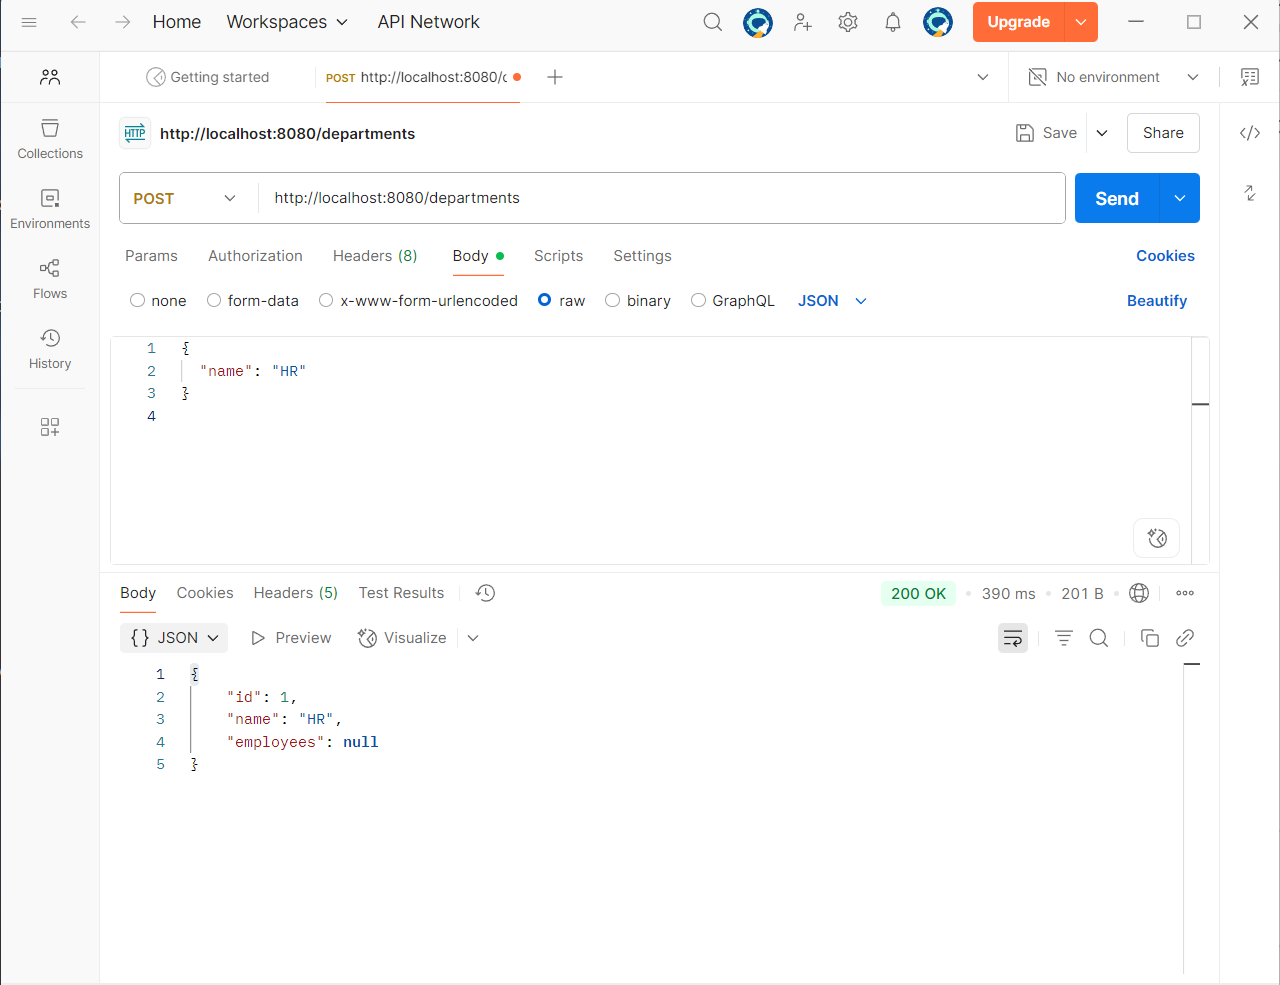 Home Workspaces API Network Upgrade
Getting started POST http://localhost:8080/d No environment
HTTP http://localhost:8080/departments Save Share
Collections
POST http://localhost:8080/departments Send
Environments
Params Authorization Headers (8) Body Scripts Settings Cookies
Flows
none form-data x-www-form-urlencoded raw binary GraphQL JSON Beautify
History
1 {
2 "name": "HR"
3 }
4
Body Cookies Headers (5) Test Results 200 OK 390 ms 201 B
{} JSON Preview Visualize
1 {
2 "id": 1,
3 "name": "HR",
4 "employees": null
5 }